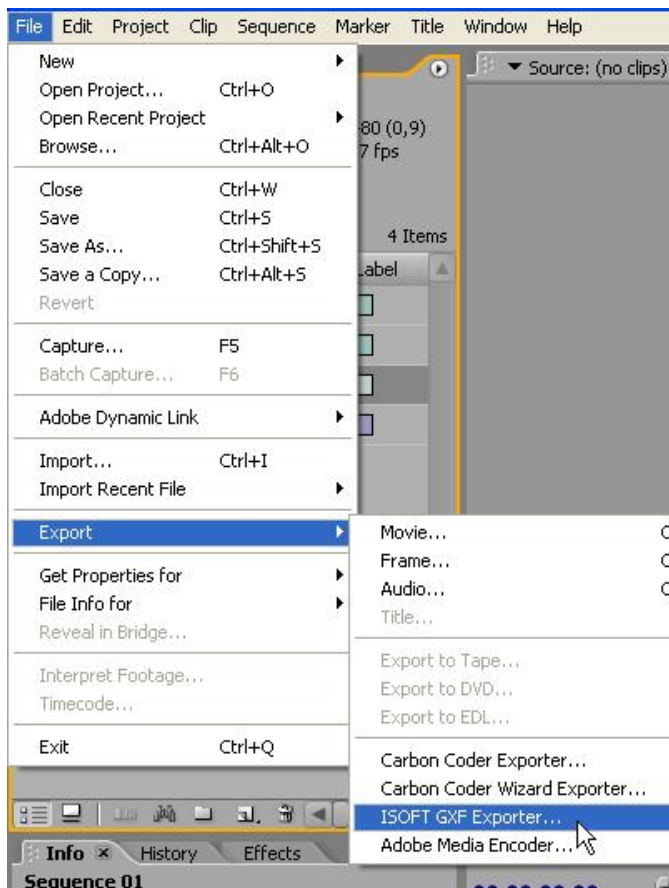 File Edit Project Clip Sequence Marker Title Window Help
New
Open Project... Ctrl+O
Open Recent Project
Browse... Ctrl+Alt+O
Close Ctrl+W
Save Ctrl+S
Save As... Ctrl+Shift+S
Save a Copy... Ctrl+Alt+S
Revert
Capture... F5
Batch Capture... F6
Adobe Dynamic Link
Import... Ctrl+I
Import Recent File
Export
Get Properties for
File Info for
Reveal in Bridge...
Interpret Footage...
Timecode...
Exit Ctrl+Q
Source: (no clips)
80 (0,9)
7 fps
4 Items
Label
Movie...
Frame...
Audio...
Title...
Export to Tape...
Export to DVD...
Export to EDL...
Carbon Coder Exporter...
Carbon Coder Wizard Exporter...
ISOFT GXF Exporter...
Adobe Media Encoder...
Info × History Effects
Sequence 01